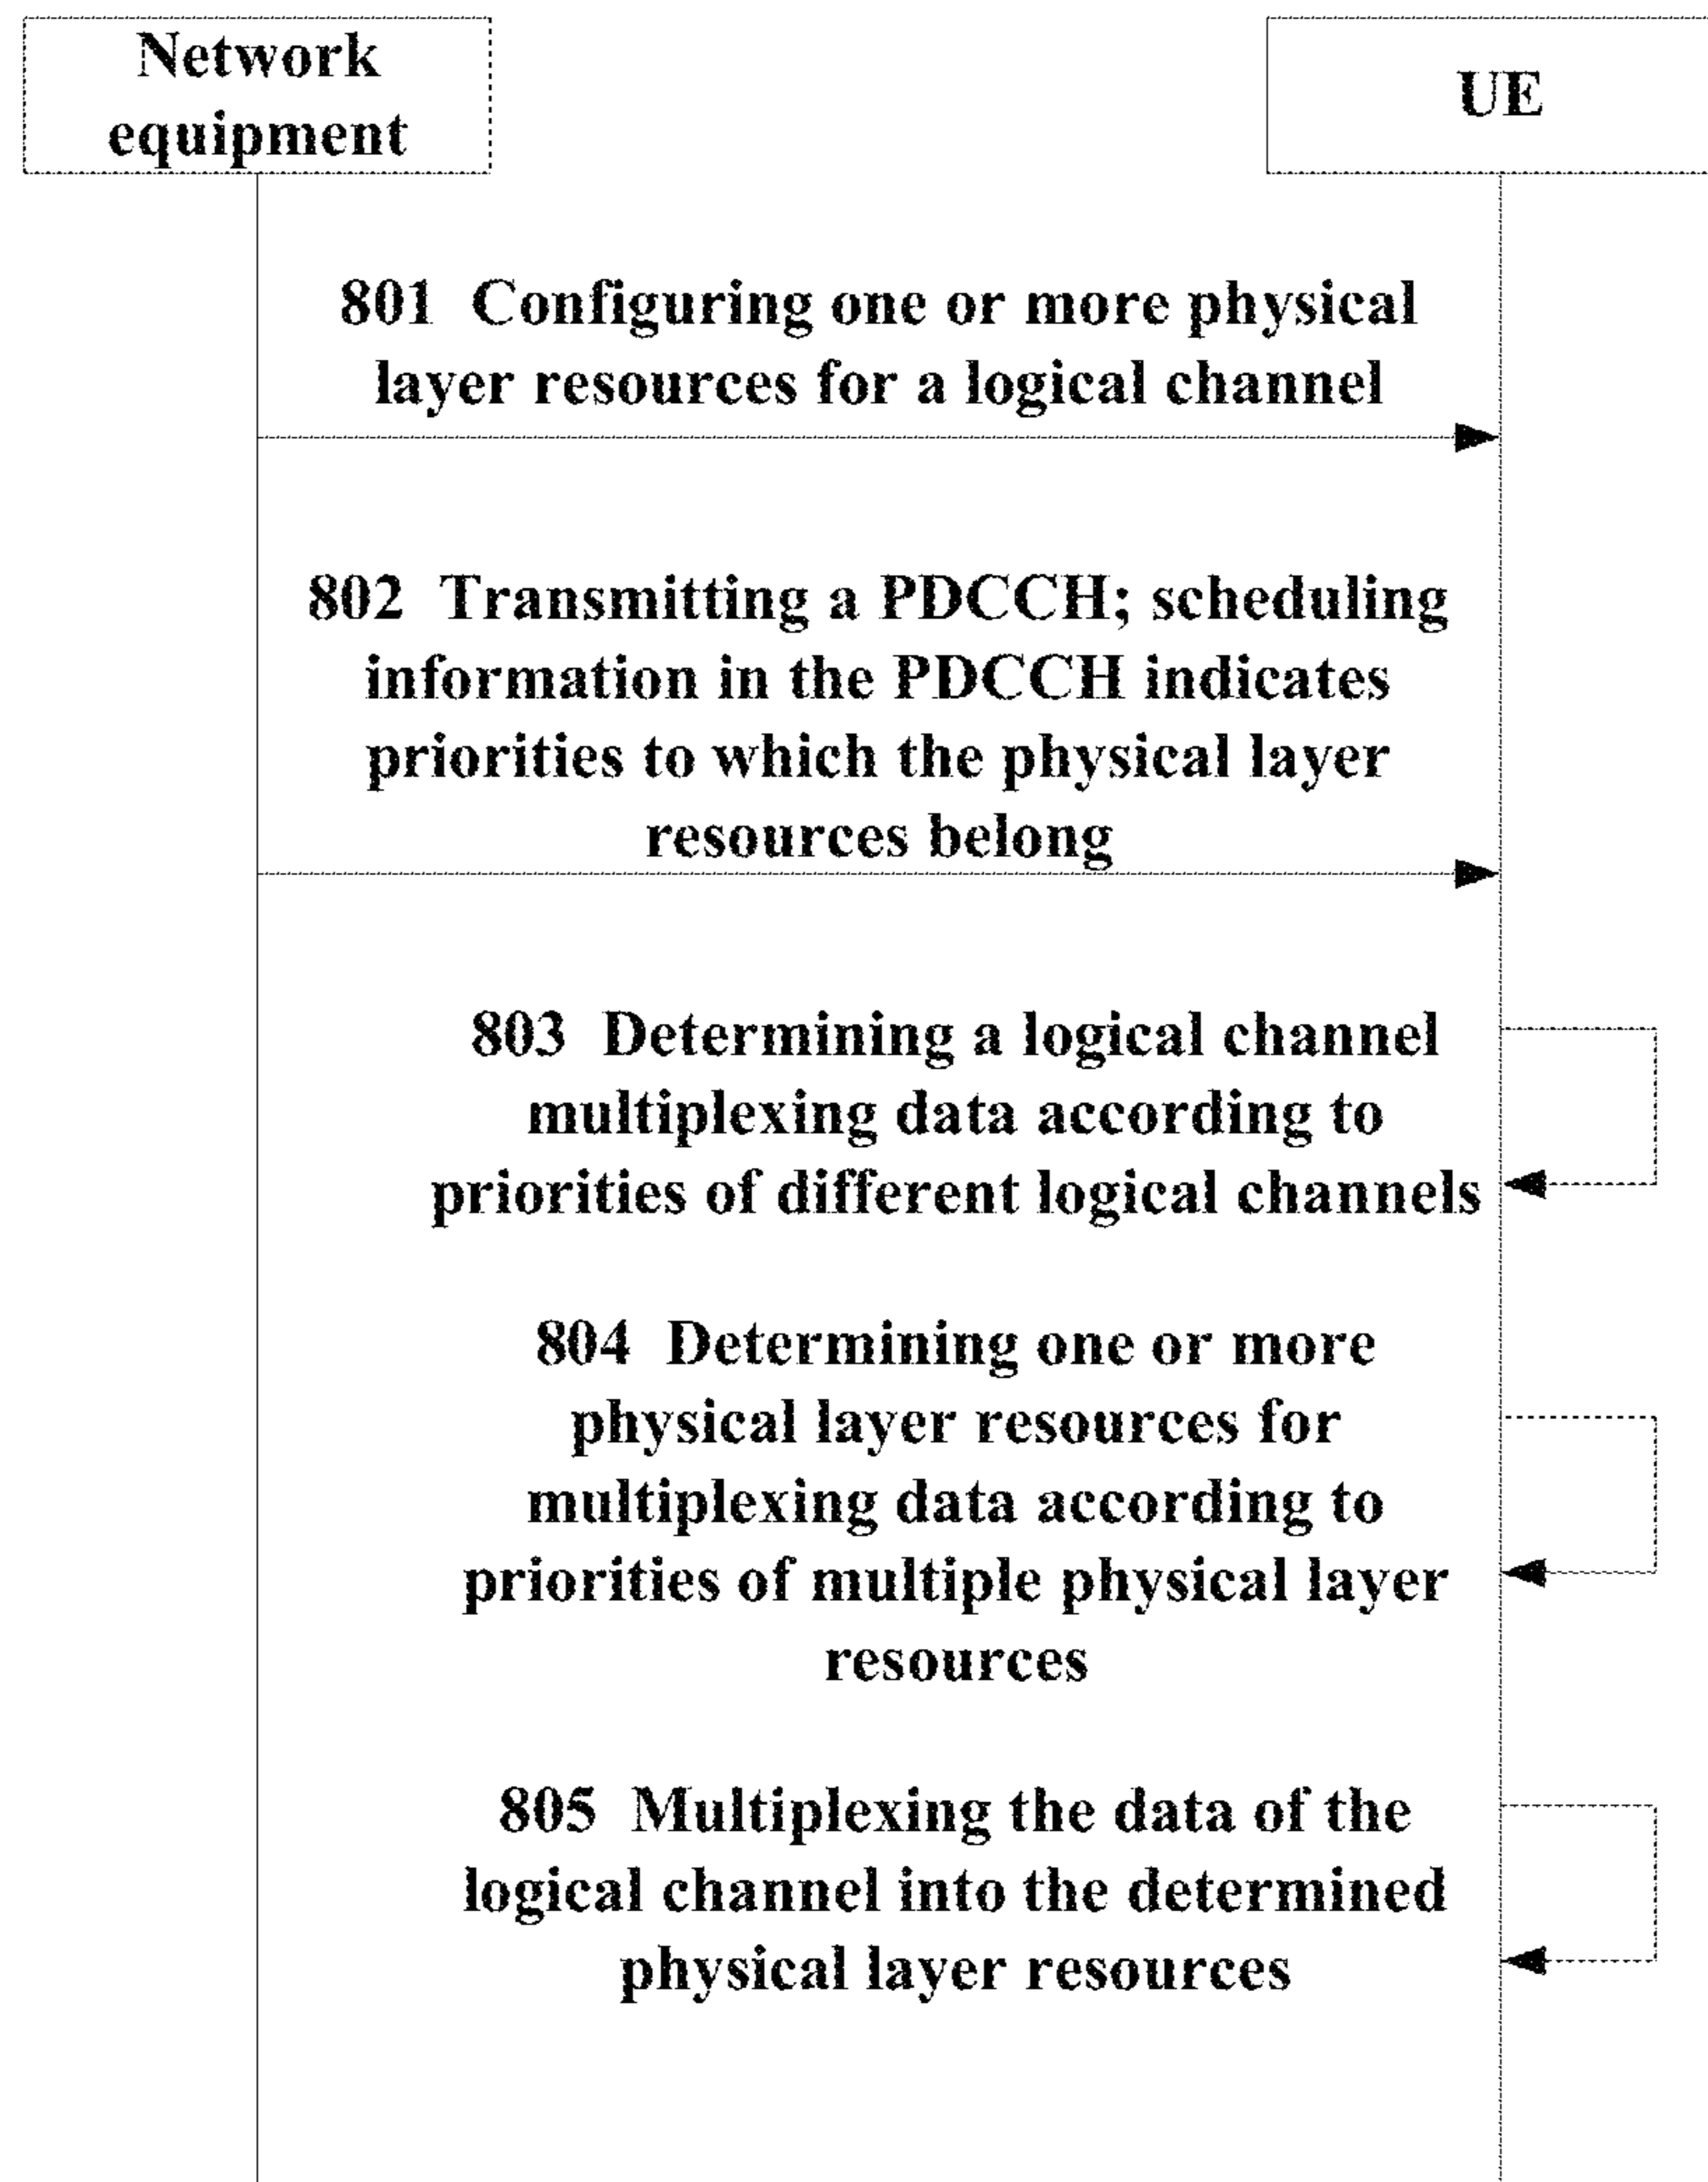 Network
equipment
UE
801 Configuring one or more physical
layer resources for a logical channel
802 Transmitting a PDCCH; scheduling
information in the PDCCH indicates
priorities to which the physical layer
resources belong
803 Determining a logical channel
multiplexing data according to
priorities of different logical channels
804 Determining one or more
physical layer resources for
multiplexing data according to
priorities of multiple physical layer
resources
805 Multiplexing the data of the
logical channel into the determined
physical layer resources